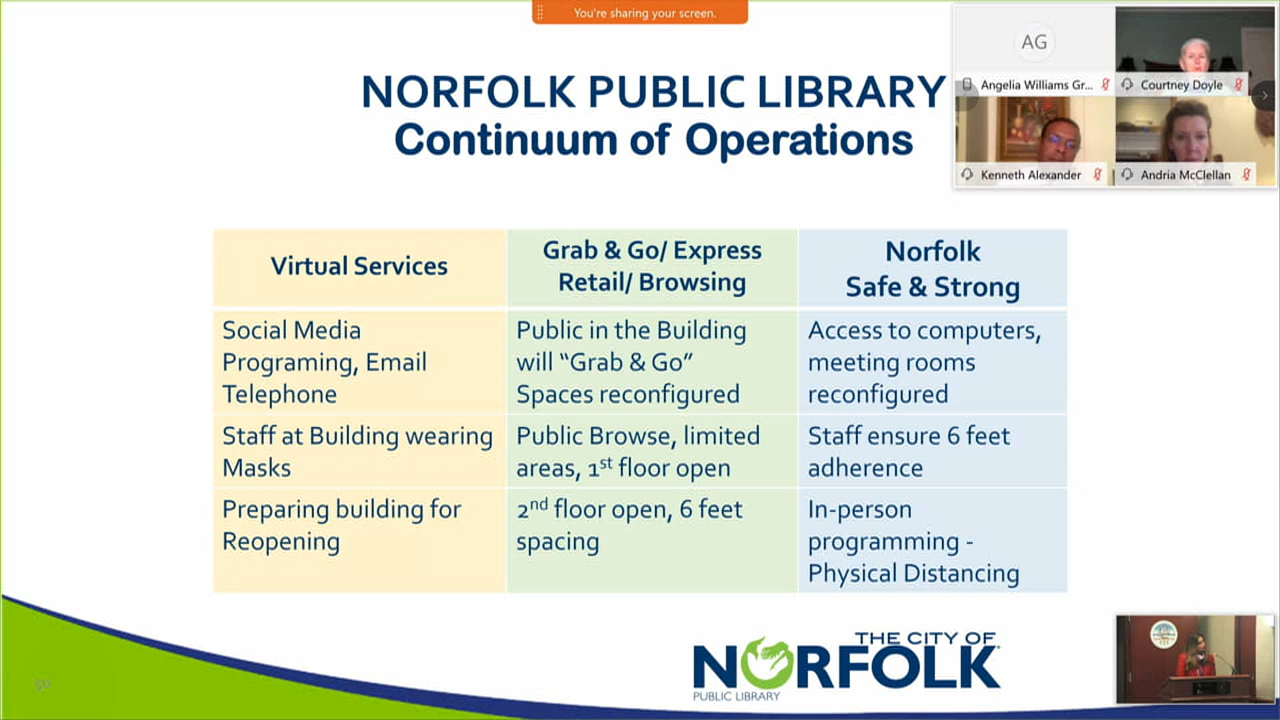 You're sharing your screen.
AG
Angelia Williams Gr...
Courtney Doyle
Kenneth Alexander
Andria McClellan
NORFOLK PUBLIC LIBRARY
Continuum of Operations
Virtual Services
Grab & Go/ Express
Retail/ Browsing
Norfolk
Safe & Strong
Social Media
Programing, Email
Telephone
Public in the Building
will “Grab & Go”
Spaces reconfigured
Access to computers,
meeting rooms
reconfigured
Staff at Building wearing
Masks
Public Browse, limited
areas, 1st floor open
Staff ensure 6 feet
adherence
Preparing building for
Reopening
2nd floor open, 6 feet
spacing
In-person
programming -
Physical Distancing
THE CITY OF
NORFOLK
PUBLIC LIBRARY